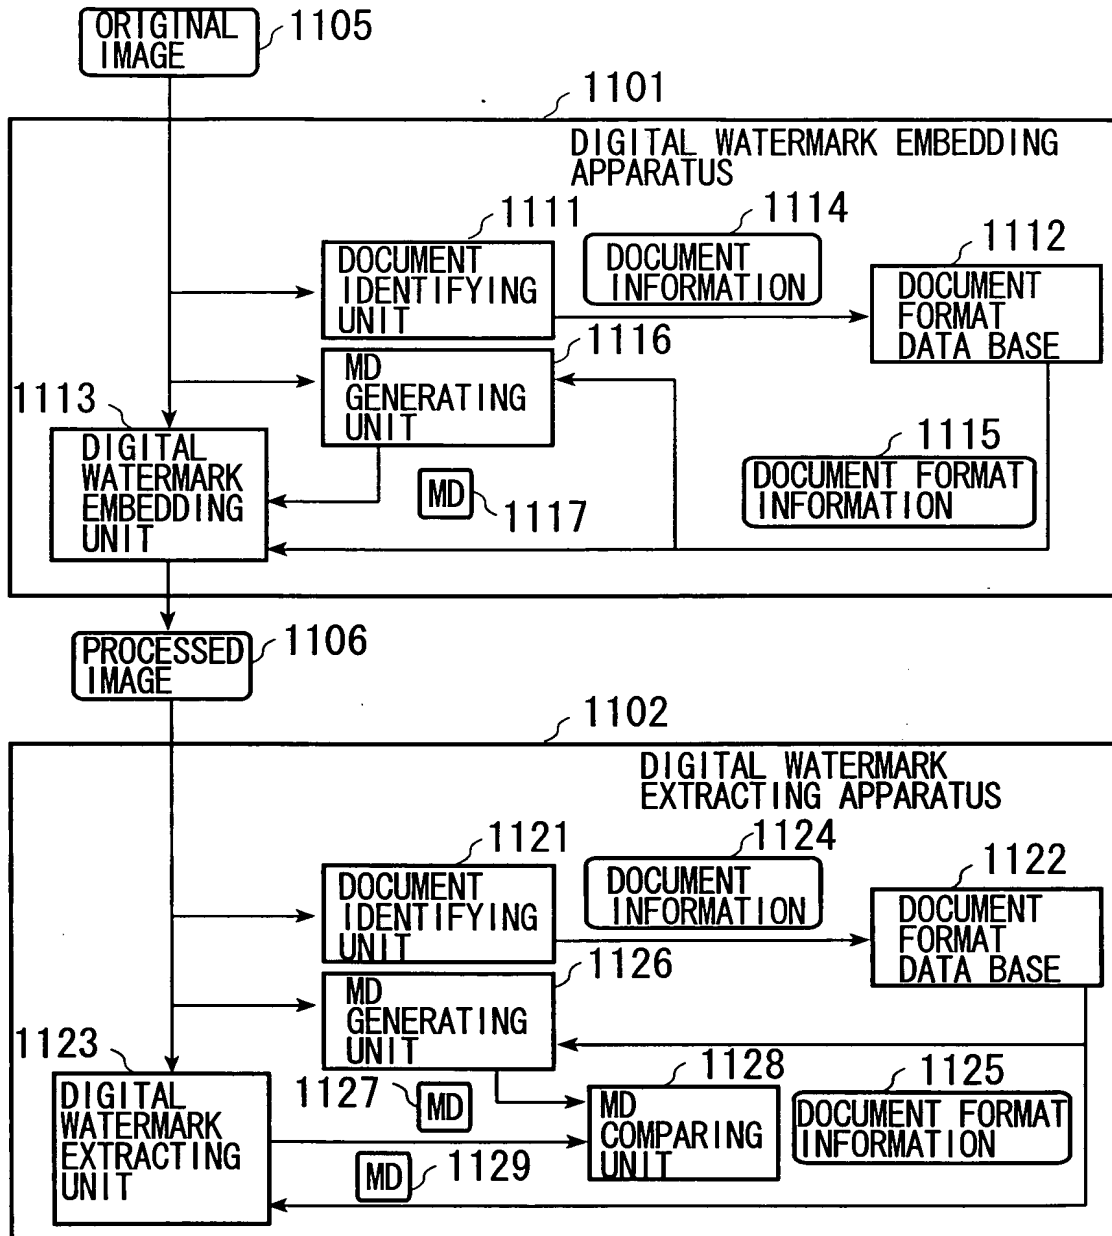 ORIGINAL
IMAGE
1105
1101
DIGITAL WATERMARK EMBEDDING
APPARATUS
1111
DOCUMENT
IDENTIFYING
UNIT
1114
DOCUMENT
INFORMATION
1112
DOCUMENT
FORMAT
DATA BASE
1116
MD
GENERATING
UNIT
1113
DIGITAL
WATERMARK
EMBEDDING
UNIT
MD
1117
1115
DOCUMENT FORMAT
INFORMATION
PROCESSED
IMAGE
1106
1102
DIGITAL WATERMARK
EXTRACTING APPARATUS
1121
DOCUMENT
IDENTIFYING
UNIT
1124
DOCUMENT
INFORMATION
1122
DOCUMENT
FORMAT
DATA BASE
1126
MD
GENERATING
UNIT
1123
DIGITAL
WATERMARK
EXTRACTING
UNIT
1127
MD
1128
MD
COMPARING
UNIT
1125
DOCUMENT FORMAT
INFORMATION
MD
1129